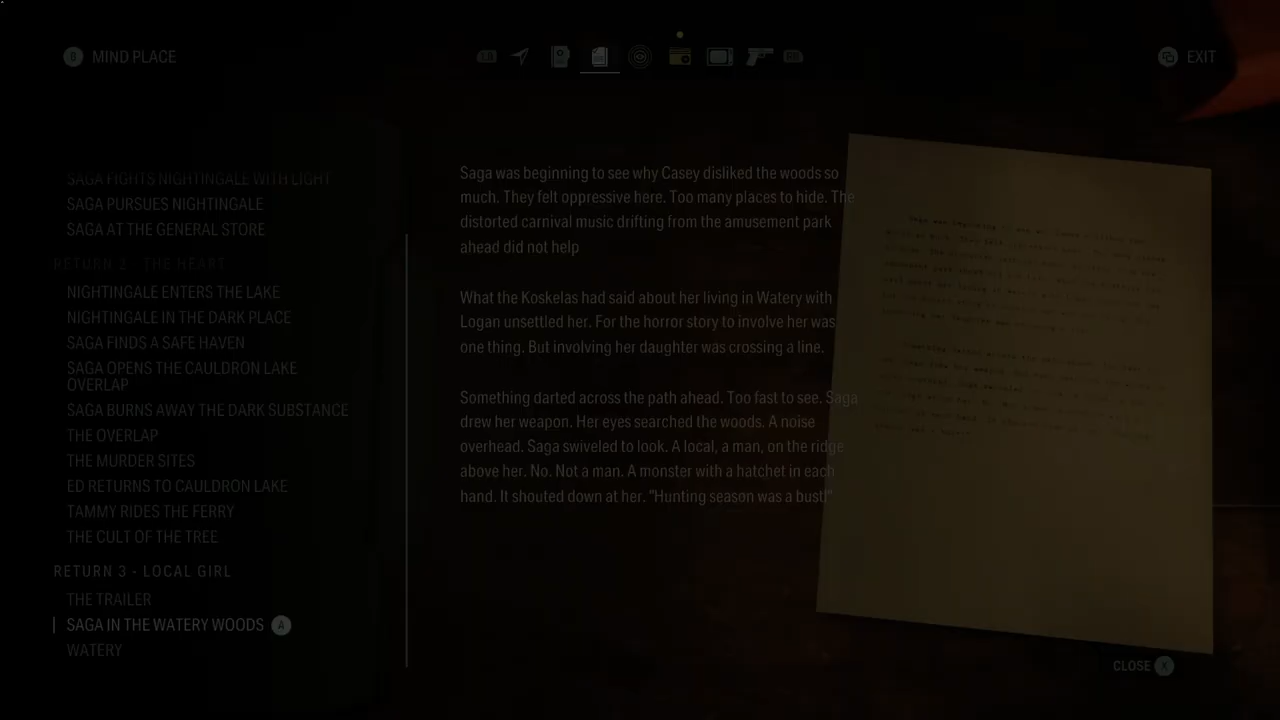 B MIND PLACE
LB
RB
EXIT
SAGA FIGHTS NIGHTINGALE WITH LIGHT
SAGA PURSUES NIGHTINGALE
SAGA AT THE GENERAL STORE
RETURN 2 - THE HEART
NIGHTINGALE ENTERS THE LAKE
NIGHTINGALE IN THE DARK PLACE
SAGA FINDS A SAFE HAVEN
SAGA OPENS THE CAULDRON LAKE
OVERLAP
SAGA BURNS AWAY THE DARK SUBSTANCE
THE OVERLAP
THE MURDER SITES
ED RETURNS TO CAULDRON LAKE
TAMMY RIDES THE FERRY
THE CULT OF THE TREE
RETURN 3 - LOCAL GIRL
THE TRAILER
SAGA IN THE WATERY WOODS A
WATERY
Saga was beginning to see why Casey disliked the woods so
much. They felt oppressive here. Too many places to hide. The
distorted carnival music drifting from the amusement park
ahead did not help
What the Koskelas had said about her living in Watery with
Logan unsettled her. For the horror story to involve her was
one thing. But involving her daughter was crossing a line.
Something darted across the path ahead. Too fast to see. Saga
drew her weapon. Her eyes searched the woods. A noise
overhead. Saga swiveled to look. A local, a man, on the ridge
above her. No. Not a man. A monster with a hatchet in each
hand. It shouted down at her. "Hunting season was a bust!"
CLOSE X